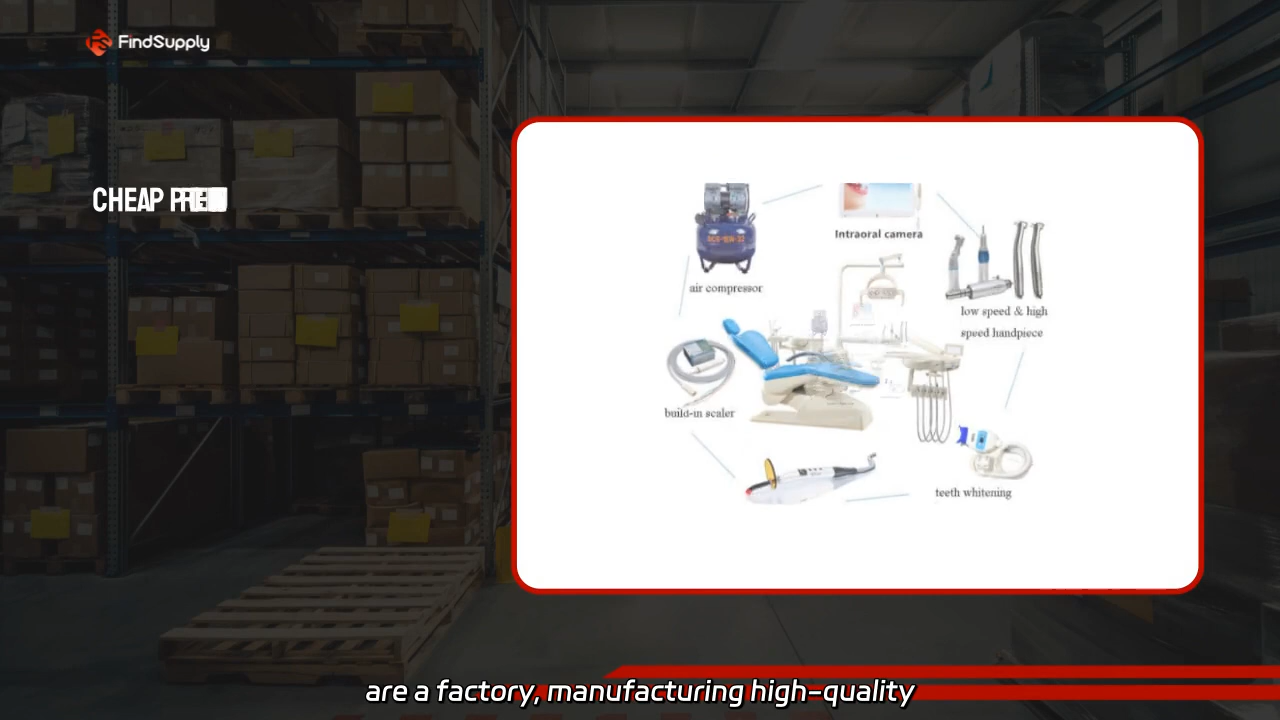 FindSupply
CHEAP
Intraoral camera
air compressor
low speed & high
speed handpiece
build-in scaler
teeth whitening
are a factory, manufacturing high-quality